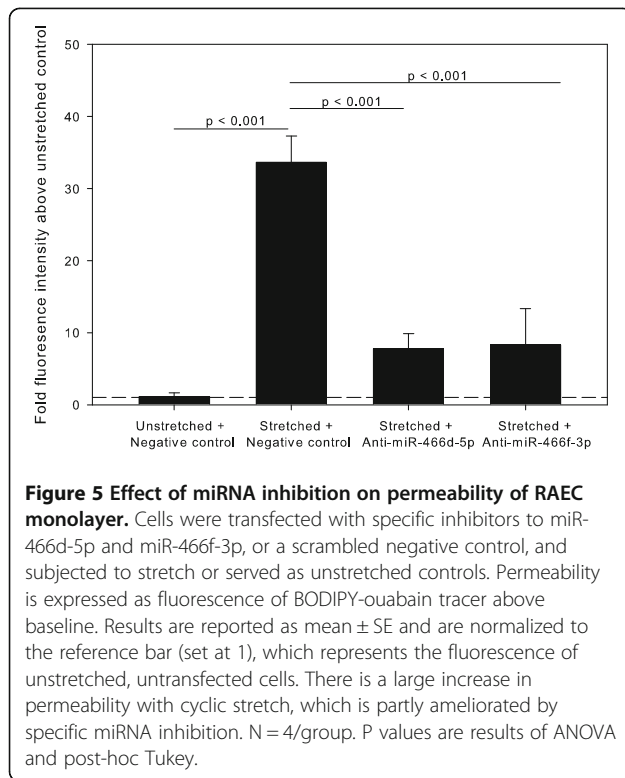 50
40
30
20
10
0
Fold fluoresence intensity above unstretched control
p < 0.001
p < 0.001
p < 0.001
Unstretched + Negative control
Stretched + Negative control
Stretched + Anti-miR-466d-5p
Stretched + Anti-miR-466f-3p
Figure 5 Effect of miRNA inhibition on permeability of RAEC
monolayer. Cells were transfected with specific inhibitors to miR-
466d-5p and miR-466f-3p, or a scrambled negative control, and
subjected to stretch or served as unstretched controls. Permeability
is expressed as fluorescence of BODIPY-ouabain tracer above
baseline. Results are reported as mean ± SE and are normalized to
the reference bar (set at 1), which represents the fluorescence of
unstretched, untransfected cells. There is a large increase in
permeability with cyclic stretch, which is partly ameliorated by
specific miRNA inhibition. N = 4/group. P values are results of ANOVA
and post-hoc Tukey.